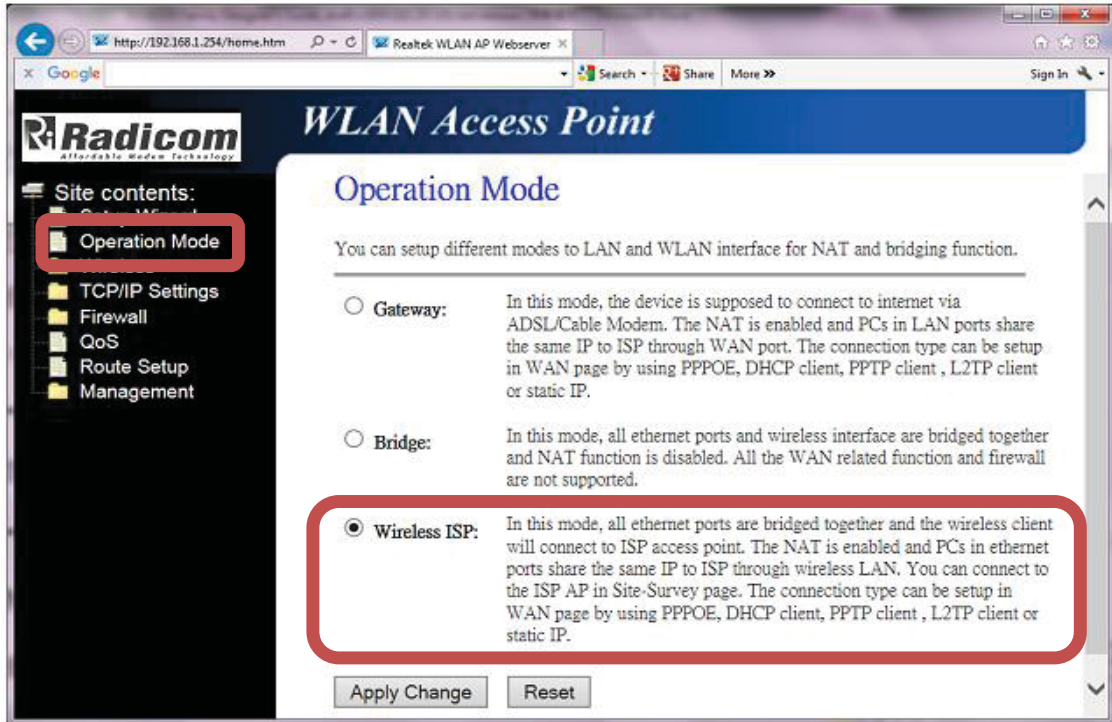 http://192.168.1.254/home.htm
Realtek WLAN AP Webserver
x Google
Search
Share
More »
Sign In
Radicom
Affordable Modem Technology
WLAN Access Point
Site contents:
Operation Mode
TCP/IP Settings
Firewall
QoS
Route Setup
Management
Operation Mode
You can setup different modes to LAN and WLAN interface for NAT and bridging function.
Gateway:
In this mode, the device is supposed to connect to internet via
ADSL/Cable Modem. The NAT is enabled and PCs in LAN ports share
the same IP to ISP through WAN port. The connection type can be setup
in WAN page by using PPPOE, DHCP client, PPTP client , L2TP client
or static IP.
Bridge:
In this mode, all ethernet ports and wireless interface are bridged together
and NAT function is disabled. All the WAN related function and firewall
are not supported.
Wireless ISP:
In this mode, all ethernet ports are bridged together and the wireless client
will connect to ISP access point. The NAT is enabled and PCs in ethernet
ports share the same IP to ISP through wireless LAN. You can connect to
the ISP AP in Site-Survey page. The connection type can be setup in
WAN page by using PPPOE, DHCP client, PPTP client , L2TP client or
static IP.
Apply Change
Reset